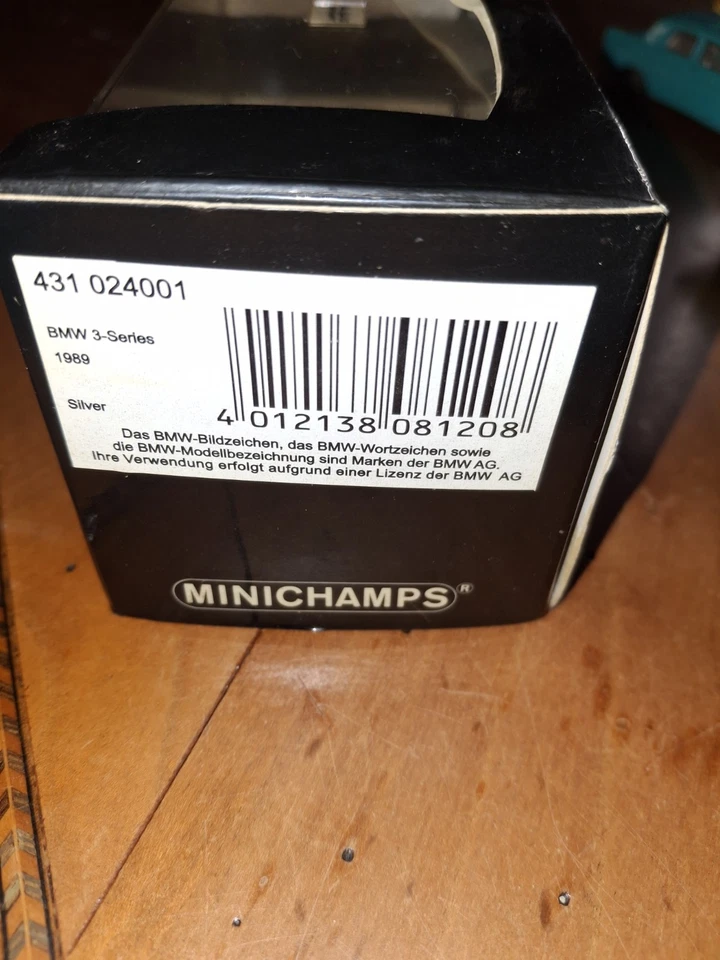 431 024001
BMW 3-Series
1989
Silver
4 012138 081208
Das BMW-Bildzeichen, das BMW-Wortzeichen sowie
die BMW-Modellbezeichnung sind Marken der BMW AG.
Ihre Verwendung erfolgt aufgrund einer Lizenz der BMW AG
MINICHAMPS®